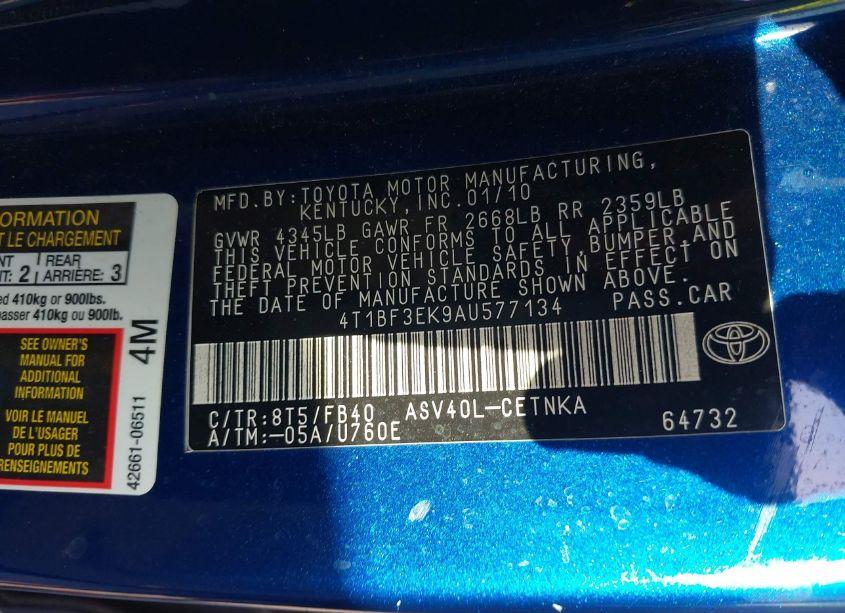 MFD.BY:TOYOTA MOTOR MANUFACTURING,
KENTUCKY, INC.01/10
GVWR 4345LB GAWR FR 2668LB RR 2359LB
THIS VEHICLE CONFORMS TO ALL APPLICABLE
FEDERAL MOTOR VEHICLE SAFETY,BUMPER,AND
THEFT PREVENTION STANDARDS IN EFFECT ON
THE DATE OF MANUFACTURE SHOWN ABOVE.
4T1BF3EK9AU577134 PASS.CAR
C/TR:8T5/FB40 ASV40L-CETNKA
A/TM:-05A/U760E 64732
FORMATION
T LE CHARGEMENT
NT REAR
NT: 2 ARRIÈRE: 3
ed 410kg or 900lbs.
passer 410kg ou 900lb.
SEE OWNER'S
MANUAL FOR
ADDITIONAL
INFORMATION
VOIR LE MANUEL
DE L'USAGER
POUR PLUS DE
RENSEIGNEMENTS
4M
42661-06511